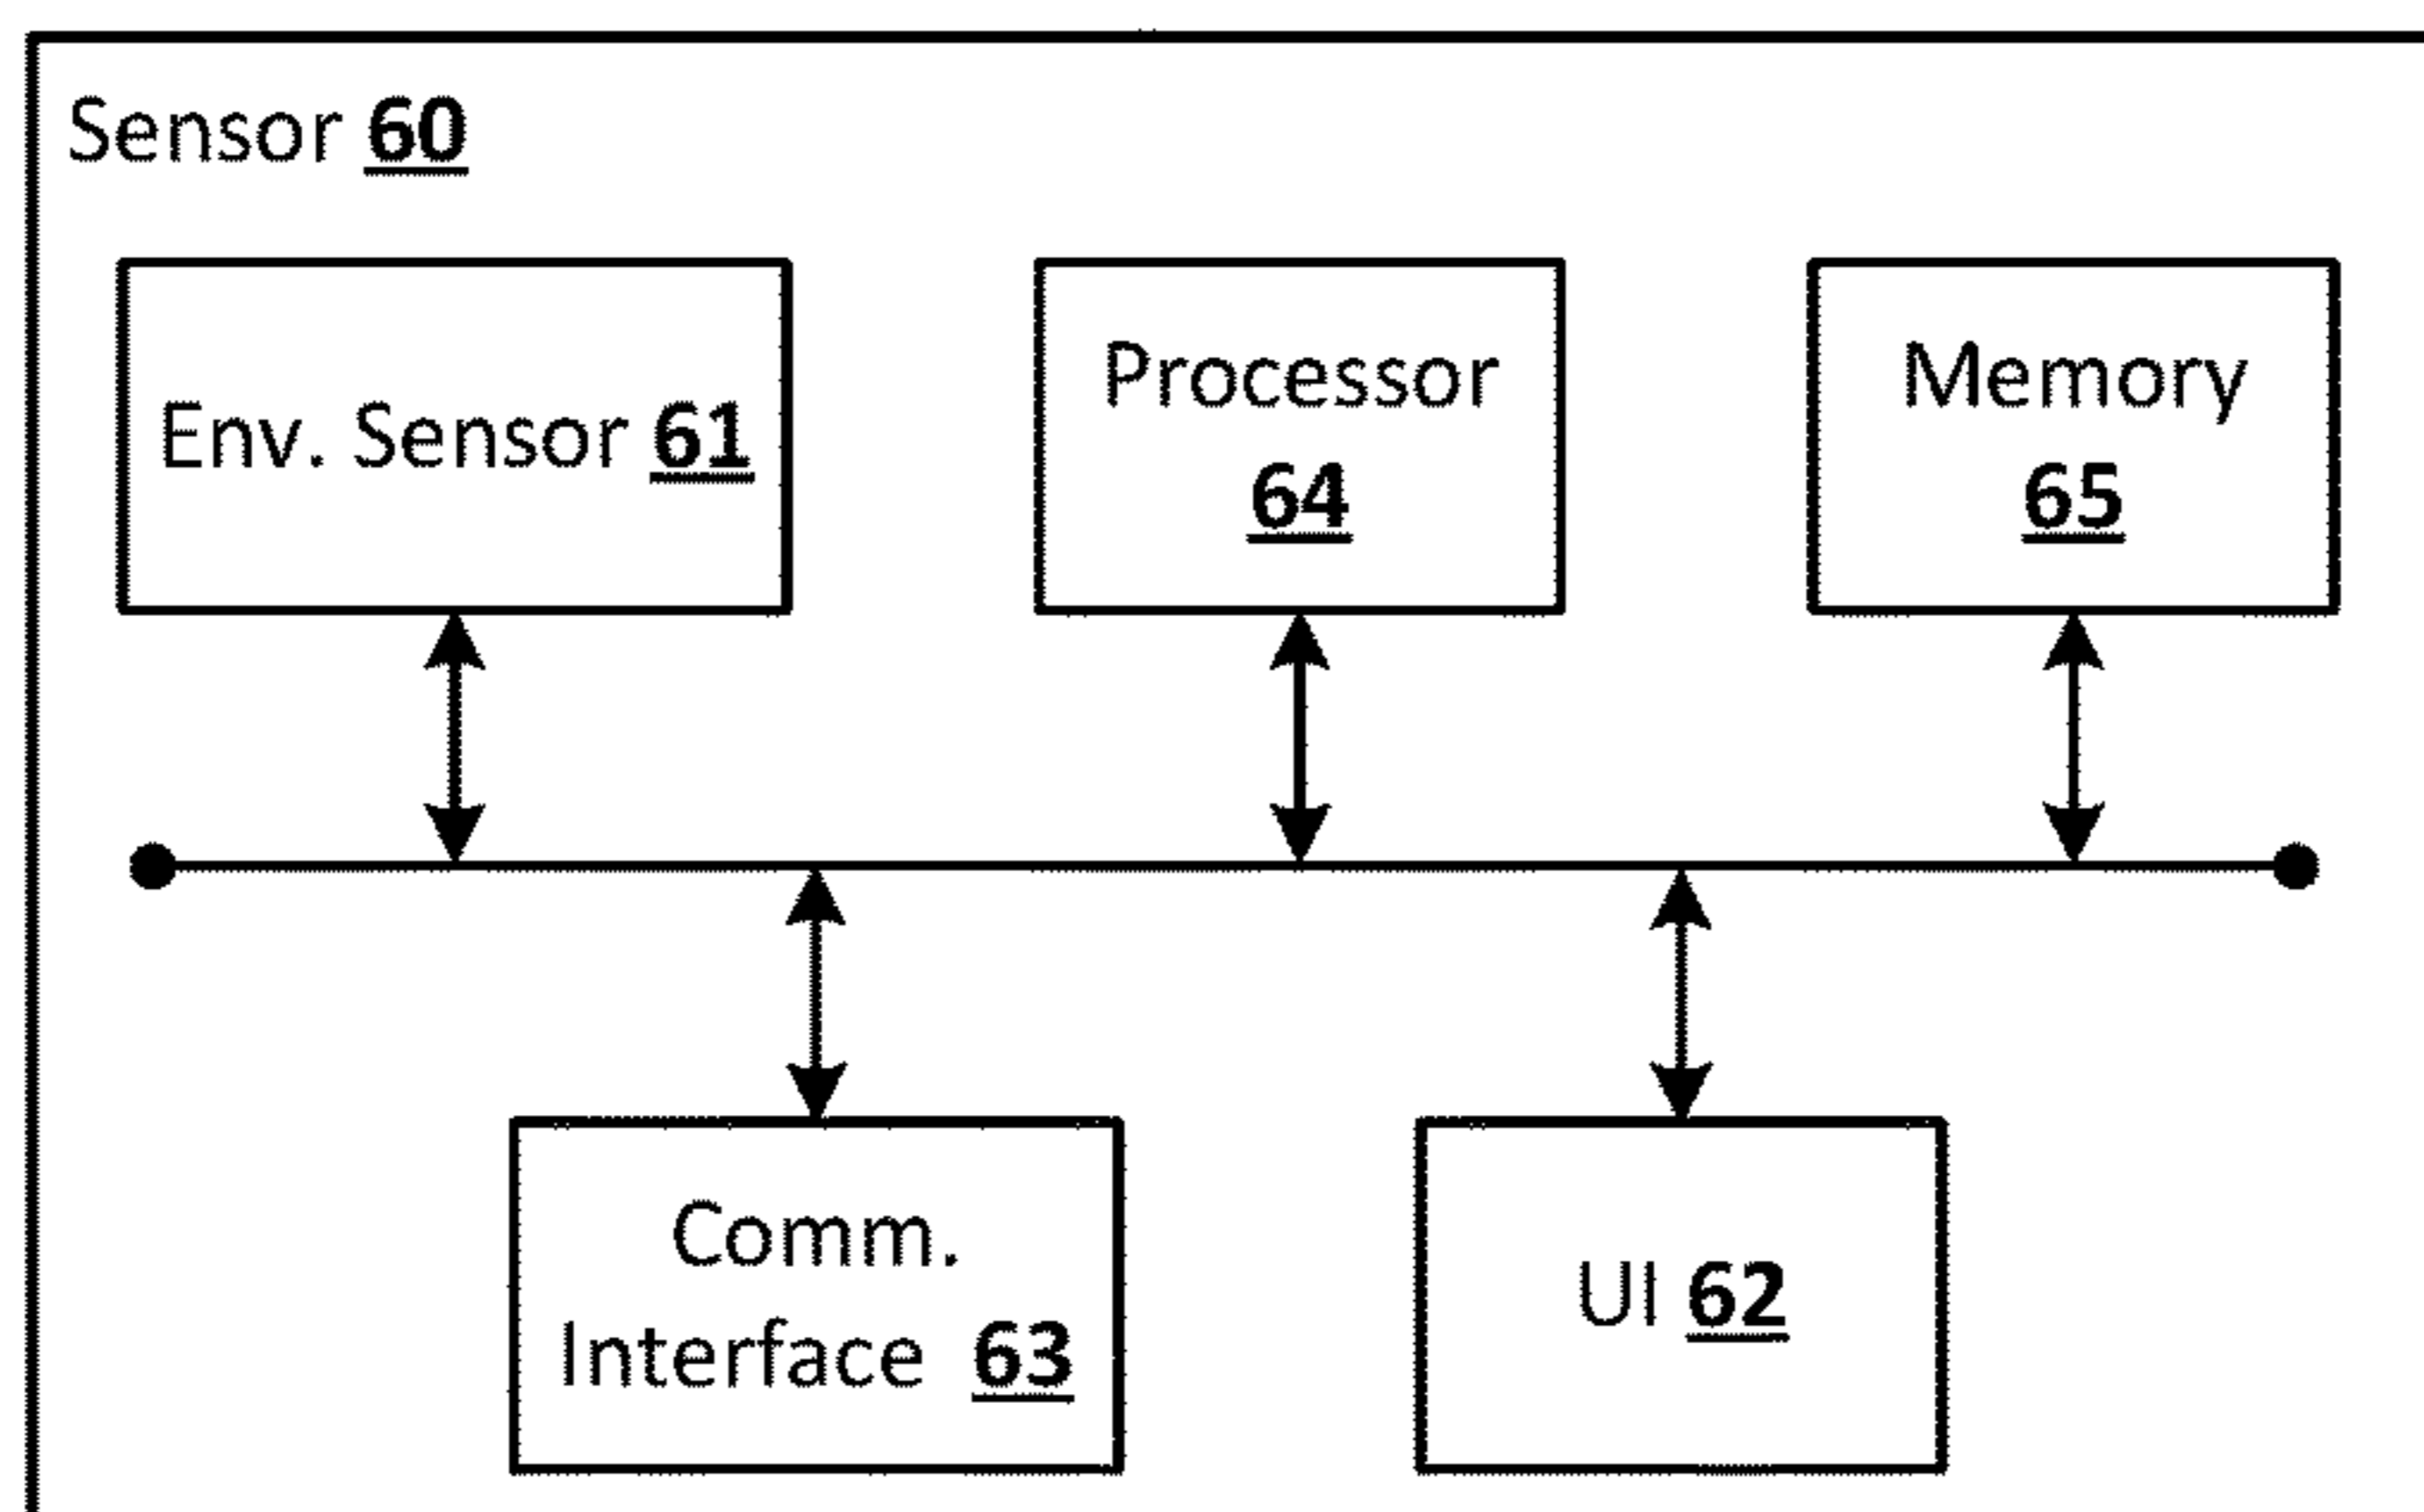 Sensor 60
Env. Sensor 61
Processor
64
Memory
65
Comm.
Interface 63
UI 62